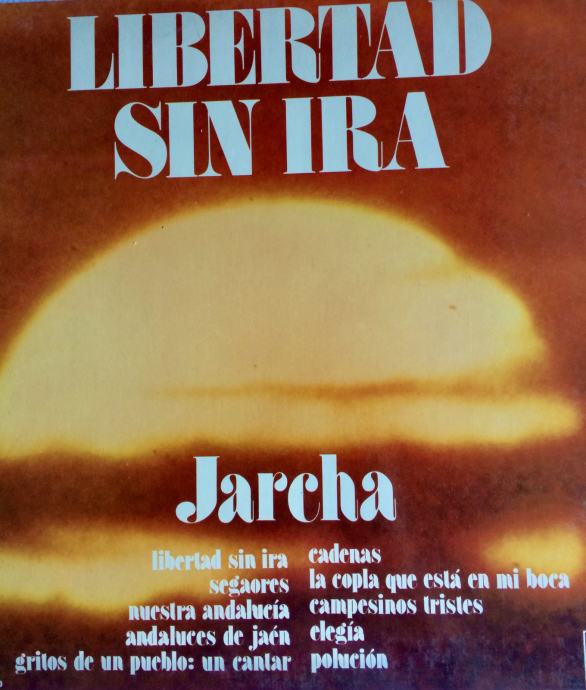 LIBERTAD
SIN IRA
Jarcha
libertad sin ira
segaores
nuestra andalucía
andaluces de jaén
gritos de un pueblo: un cantar
cadenas
la copla que está en mi boca
campesinos tristes
elegía
polución